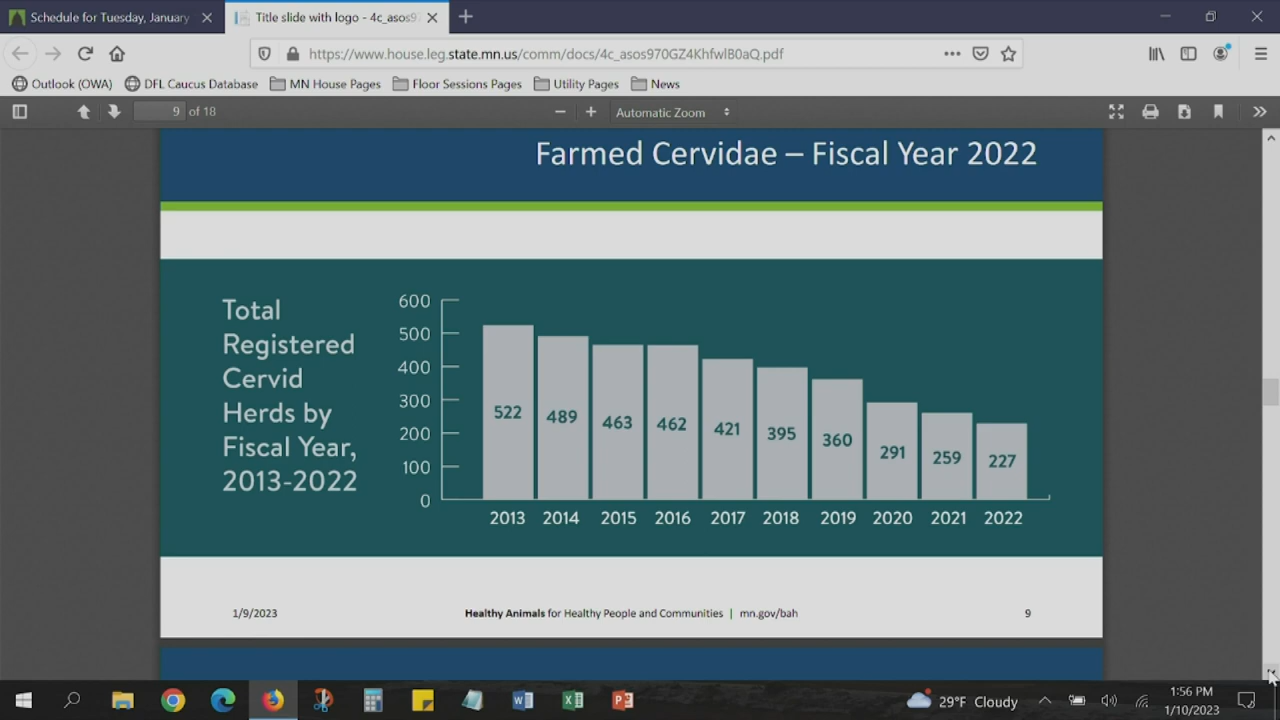 Schedule for Tuesday, January
Title slide with logo - 4c_asos97
https://www.house.leg.state.mn.us/comm/docs/4c_asos970GZ4KhfwlB0aQ.pdf
Outlook (OWA) DFL Caucus Database MN House Pages Floor Sessions Pages Utility Pages News
9 of 18 Automatic Zoom
Farmed Cervidae – Fiscal Year 2022
Total
Registered
Cervid
Herds by
Fiscal Year,
2013-2022
600
500
400
300
200
100
0
522 489 463 462 421 395 360 291 259 227
2013 2014 2015 2016 2017 2018 2019 2020 2021 2022
1/9/2023 Healthy Animals for Healthy People and Communities | mn.gov/bah 9
29°F Cloudy
1:56 PM
1/10/2023